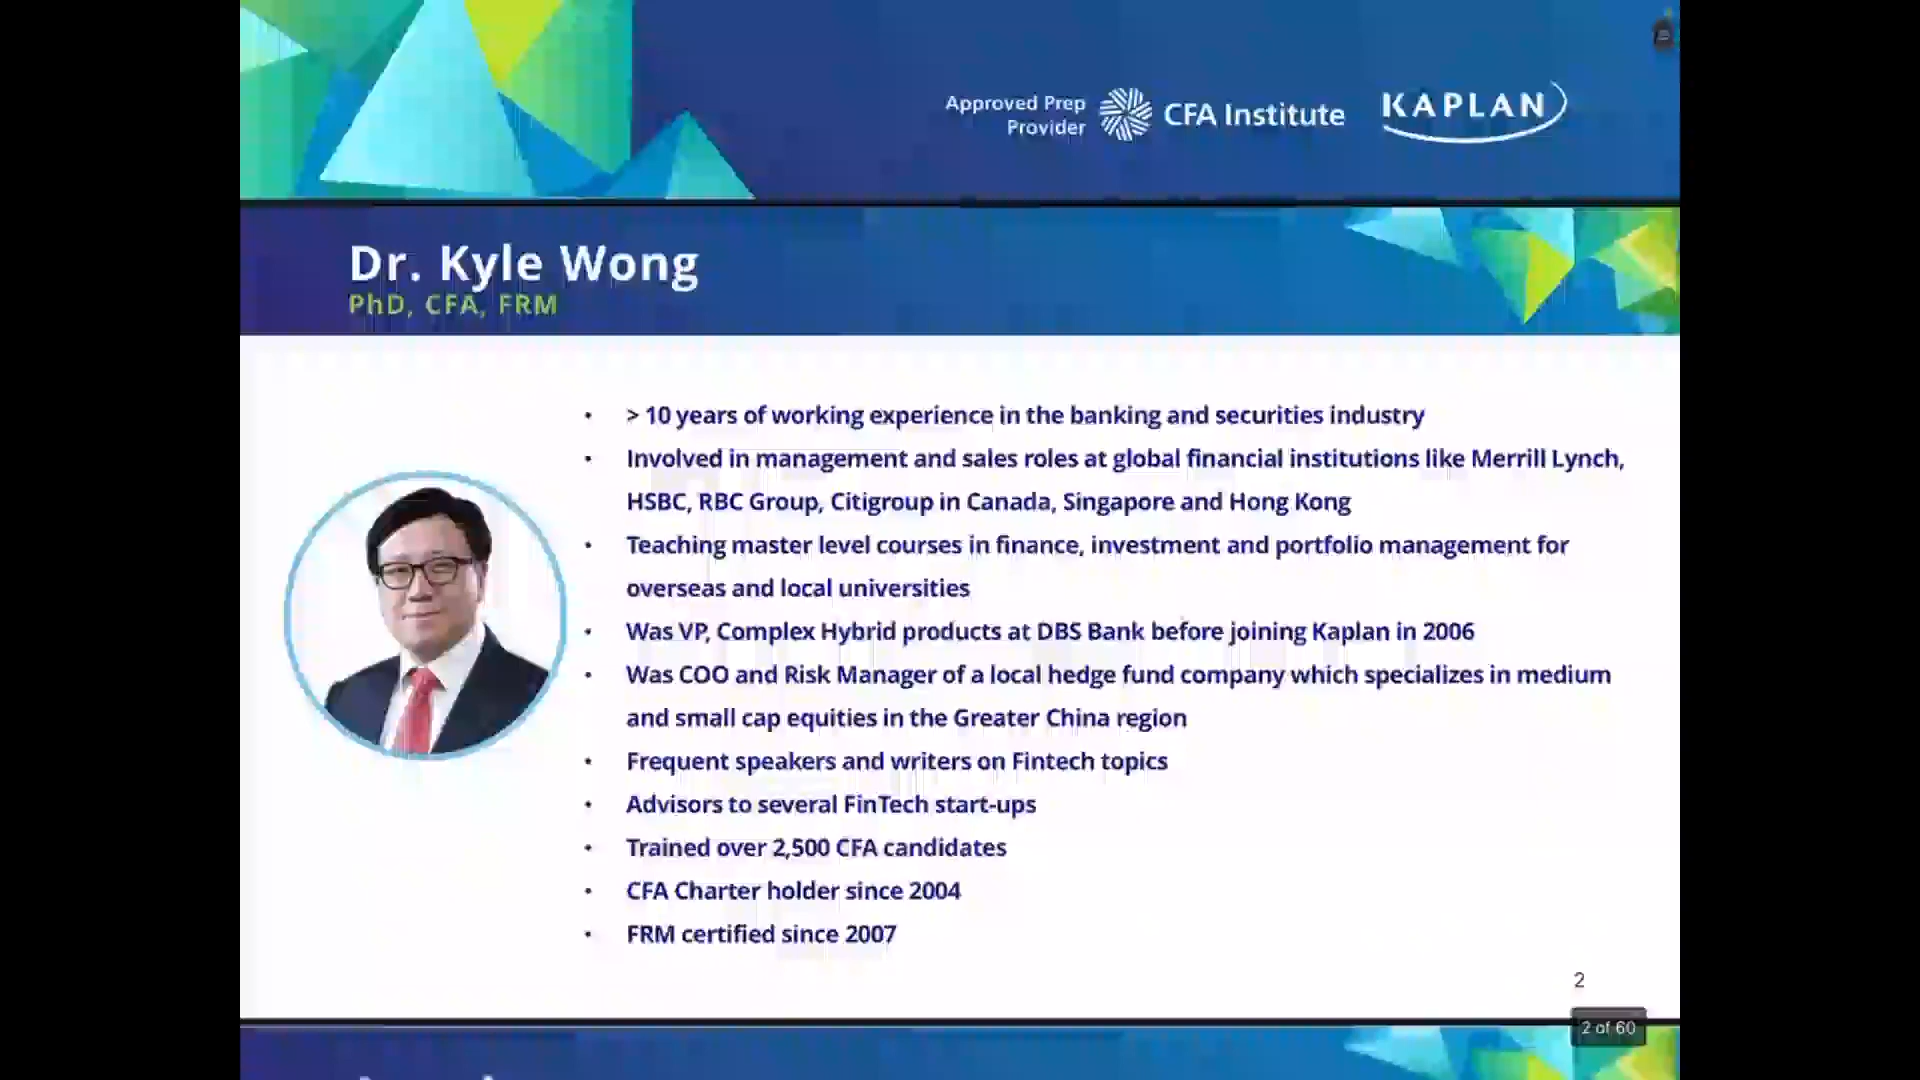 Approved Prep
Provider
CFA Institute
KAPLAN
Dr. Kyle Wong
PhD, CFA, FRM
• > 10 years of working experience in the banking and securities industry
• Involved in management and sales roles at global financial institutions like Merrill Lynch,
HSBC, RBC Group, Citigroup in Canada, Singapore and Hong Kong
• Teaching master level courses in finance, investment and portfolio management for
overseas and local universities
• Was VP, Complex Hybrid products at DBS Bank before joining Kaplan in 2006
• Was COO and Risk Manager of a local hedge fund company which specializes in medium
and small cap equities in the Greater China region
• Frequent speakers and writers on Fintech topics
• Advisors to several FinTech start-ups
• Trained over 2,500 CFA candidates
• CFA Charter holder since 2004
• FRM certified since 2007
2
2 of 60